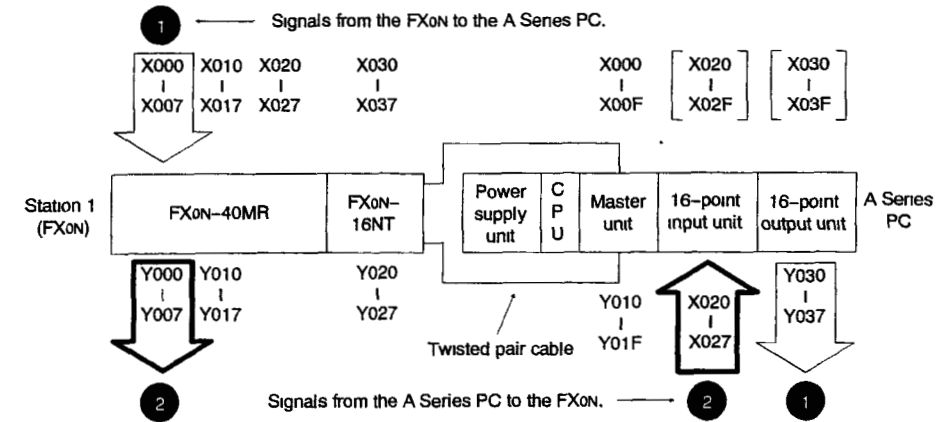 1 Signals from the FX0N to the A Series PC.
X000 X010 X020 X030 X000 X020 X030
X007 X017 X027 X037 X00F X02F X03F
Station 1
(FX0N)
FX0N-40MR
FX0N-
16NT
Power
supply
unit
C
P
U
Master
unit
16-point
input unit
16-point
output unit
A Series
PC
Y000 Y010 Y020
Y007 Y017 Y027
Y010
Y01F
X020
X027
Y030
Y037
Twisted pair cable
2 Signals from the A Series PC to the FX0N. 2 1